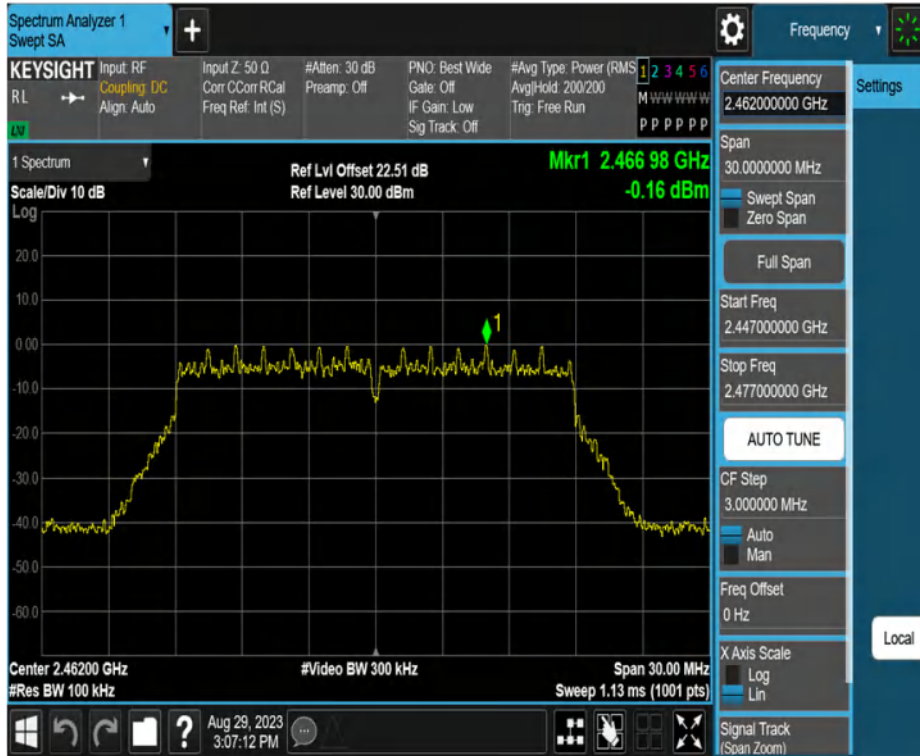 Spectrum Analyzer 1
Swept SA
+
Frequency
KEYSIGHT
RL
LXI
Input: RF
Coupling: DC
Align: Auto
Input Z: 50 Ω
Corr CCorr RCal
Freq Ref: Int (S)
#Atten: 30 dB
Preamp: Off
PNO: Best Wide
Gate: Off
IF Gain: Low
Sig Track: Off
#Avg Type: Power (RMS
Avg|Hold: 200/200
Trig: Free Run
1 2 3 4 5 6
M W W W W W
P P P P P P
1 Spectrum
Scale/Div 10 dB
Log
Ref Lvl Offset 22.51 dB
Ref Level 30.00 dBm
Mkr1 2.466 98 GHz
-0.16 dBm
20.0
10.0
0.00
-10.0
-20.0
-30.0
-40.0
-50.0
-60.0
1
Center 2.46200 GHz
#Res BW 100 kHz
#Video BW 300 kHz
Span 30.00 MHz
Sweep 1.13 ms (1001 pts)
?
Aug 29, 2023
3:07:12 PM
Center Frequency
2.462000000 GHz
Span
30.0000000 MHz
Swept Span
Zero Span
Full Span
Start Freq
2.447000000 GHz
Stop Freq
2.477000000 GHz
AUTO TUNE
CF Step
3.000000 MHz
Auto
Man
Freq Offset
0 Hz
X Axis Scale
Log
Lin
Signal Track
(Span Zoom)
Settings
Local